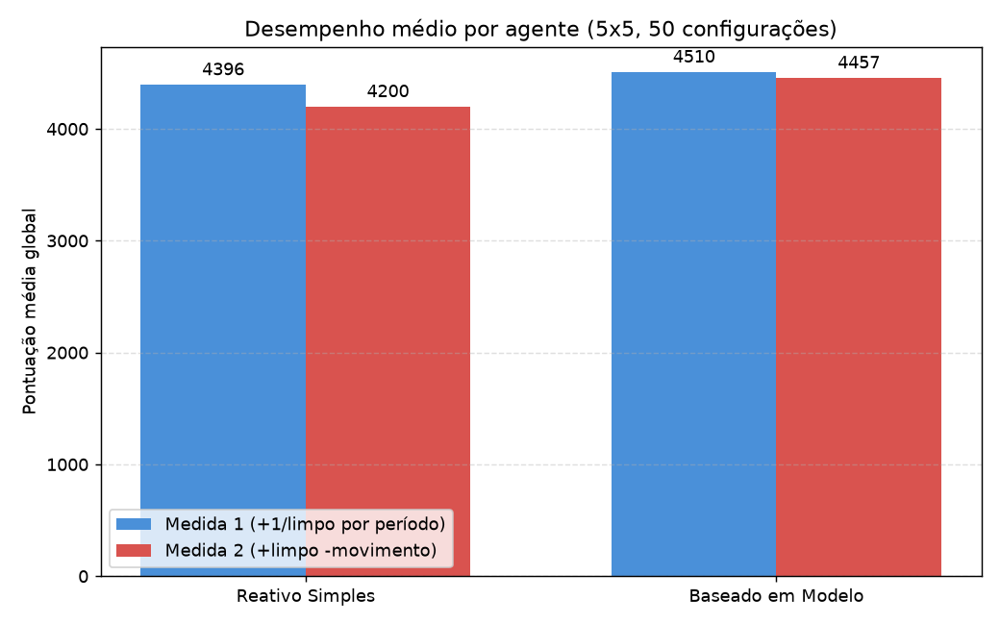 Desempenho médio por agente (5x5, 50 configurações)
4396
4200
4510
4457
Pontuação média global
4000
3000
2000
1000
0
Medida 1 (+1/limpo por período)
Medida 2 (+limpo -movimento)
Reativo Simples
Baseado em Modelo